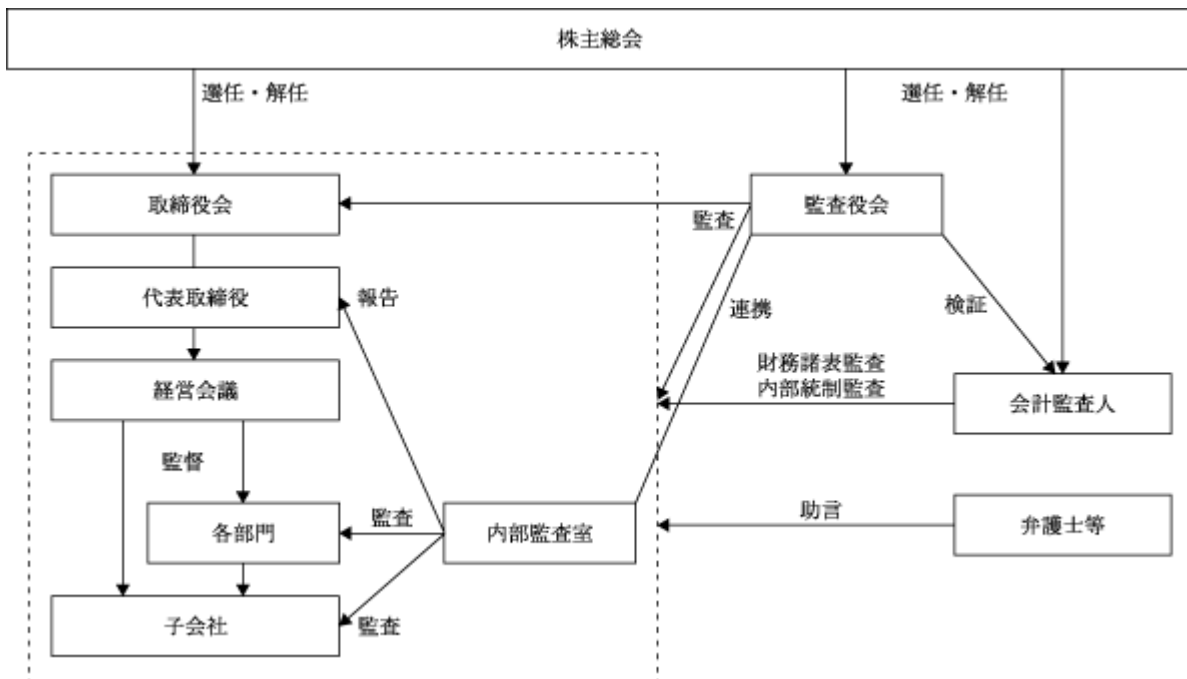 株主総会
選任・解任
選任・解任
取締役会
監査役会
監査
代表取締役
報告
連携
検証
経営会議
財務諸表監査
内部統制監査
会計監査人
監督
各部門
監査
内部監査室
助言
弁護士等
子会社
監査